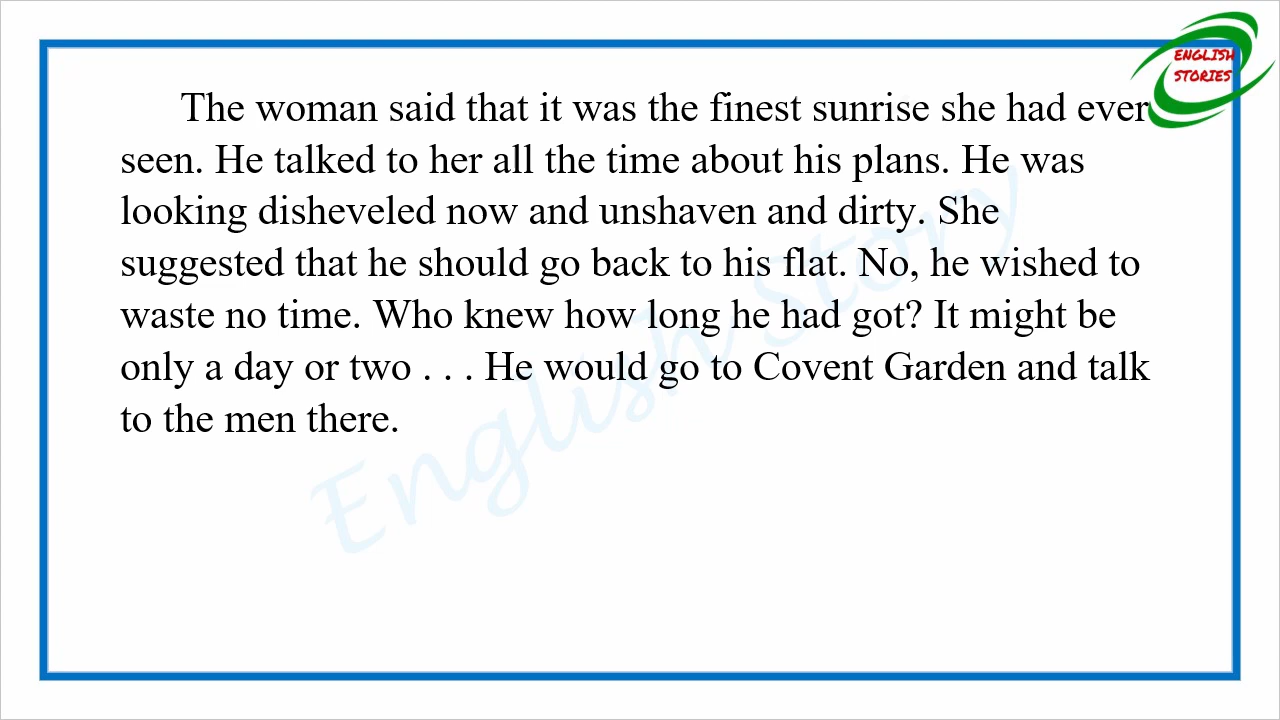 ENGLISH
STORIES
The woman said that it was the finest sunrise she had ever
seen. He talked to her all the time about his plans. He was
looking disheveled now and unshaven and dirty. She
suggested that he should go back to his flat. No, he wished to
waste no time. Who knew how long he had got? It might be
only a day or two . . . He would go to Covent Garden and talk
to the men there.
English Story